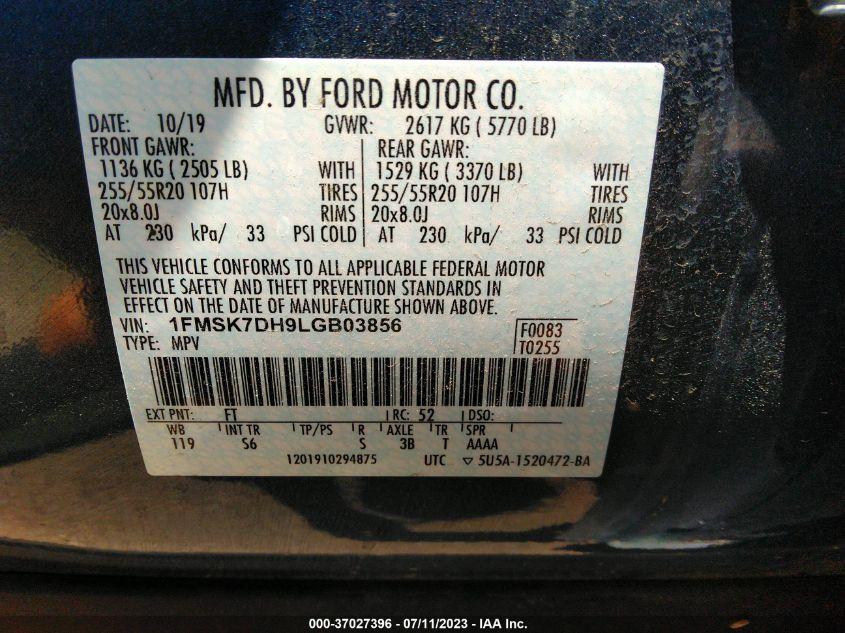 MFD. BY FORD MOTOR CO.
DATE: 10/19 GVWR: 2617 KG ( 5770 LB)
FRONT GAWR: REAR GAWR:
1136 KG ( 2505 LB) WITH 1529 KG ( 3370 LB) WITH
255/55R20 107H TIRES 255/55R20 107H TIRES
20x8.0J RIMS 20x8.0J RIMS
AT 230 kPa/ 33 PSI COLD AT 230 kPa/ 33 PSI COLD
THIS VEHICLE CONFORMS TO ALL APPLICABLE FEDERAL MOTOR
VEHICLE SAFETY AND THEFT PREVENTION STANDARDS IN
EFFECT ON THE DATE OF MANUFACTURE SHOWN ABOVE.
VIN: 1FMSK7DH9LGB03856 F0083
TYPE: MPV T0255
EXT PNT: FT RC: 52 DSO:
WB INT TR TP/PS R AXLE TR SPR
119 S6 S 3B T AAAA
1201910294875 UTC ▽ 5U5A-1520472-BA
000-37027396 - 07/11/2023 - IAA Inc.